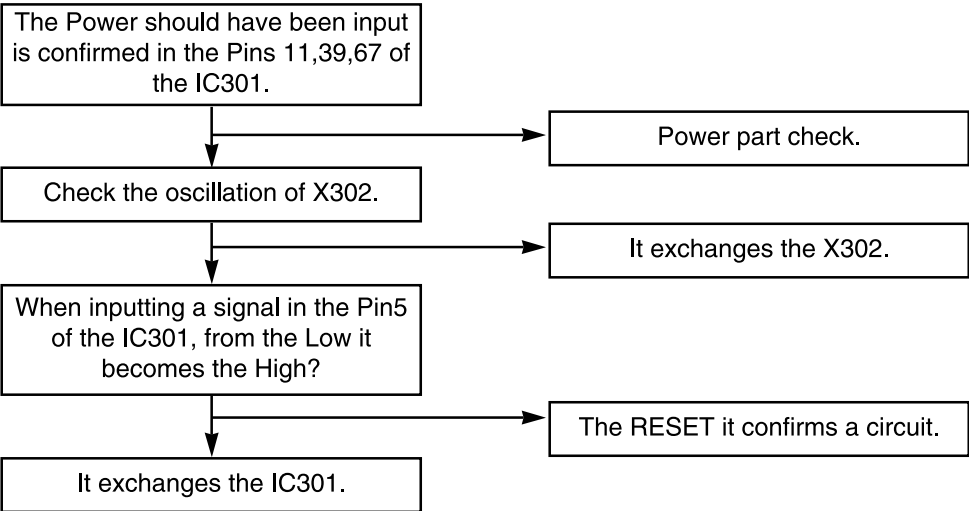 The Power should have been input
is confirmed in the Pins 11,39,67 of
the IC301.
Power part check.
Check the oscillation of X302.
It exchanges the X302.
When inputting a signal in the Pin5
of the IC301, from the Low it
becomes the High?
The RESET it confirms a circuit.
It exchanges the IC301.